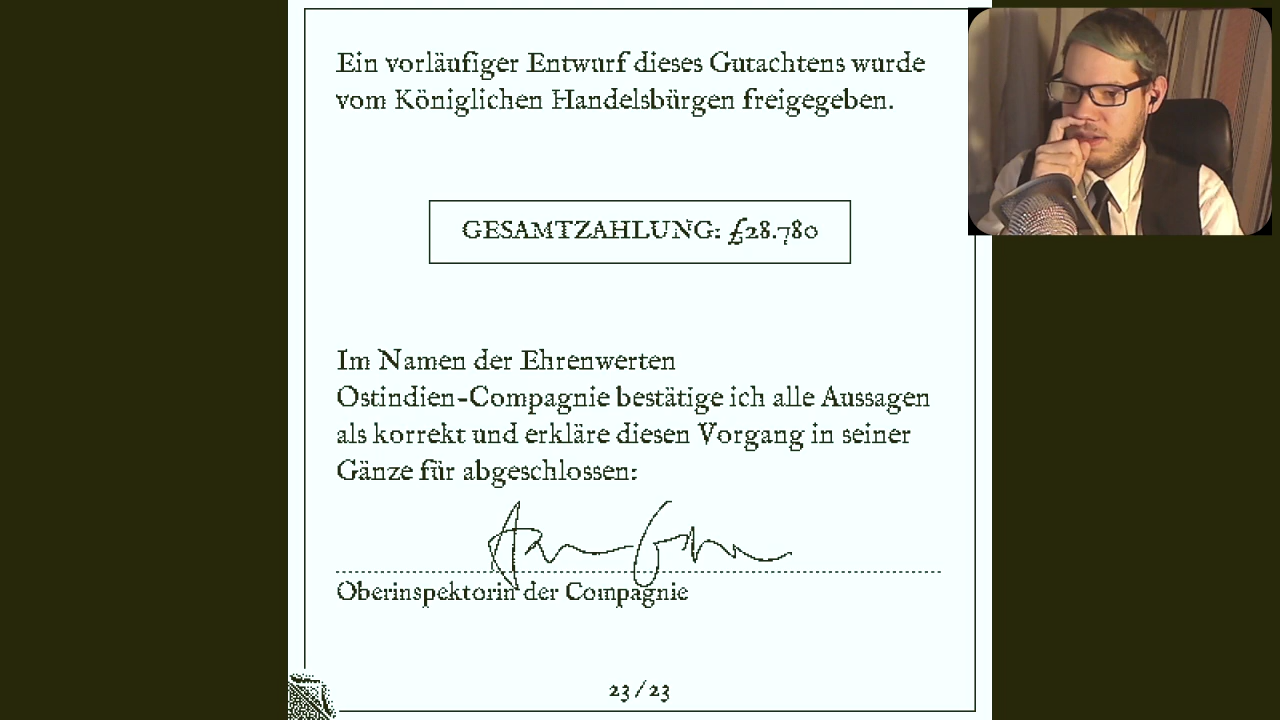 Ein vorläufiger Entwurf dieses Gutachtens wurde
vom Königlichen Handelsbürgen freigegeben.
GESAMTZAHLUNG: £28.780
Im Namen der Ehrenwerten
Ostindien-Compagnie bestätige ich alle Aussagen
als korrekt und erkläre diesen Vorgang in seiner
Gänze für abgeschlossen:
Oberinspektorin der Compagnie
23/23